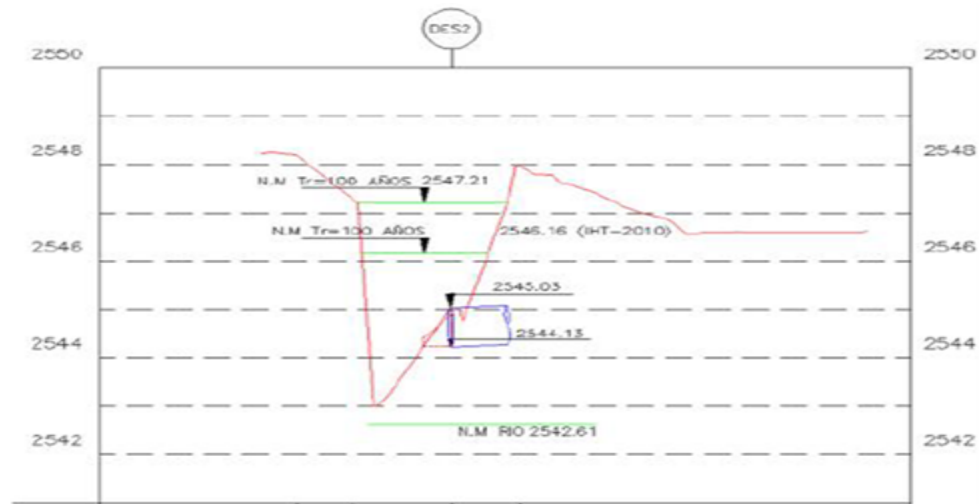 DES2
2550 2550
2548 2548
N.M Tr=100 AÑOS 2547.21
N.M Tr=100 AÑOS 2546.16 (IHT-2010)
2546 2546
2545.03
2544.13
2544 2544
N.M RIO 2542.61
2542 2542